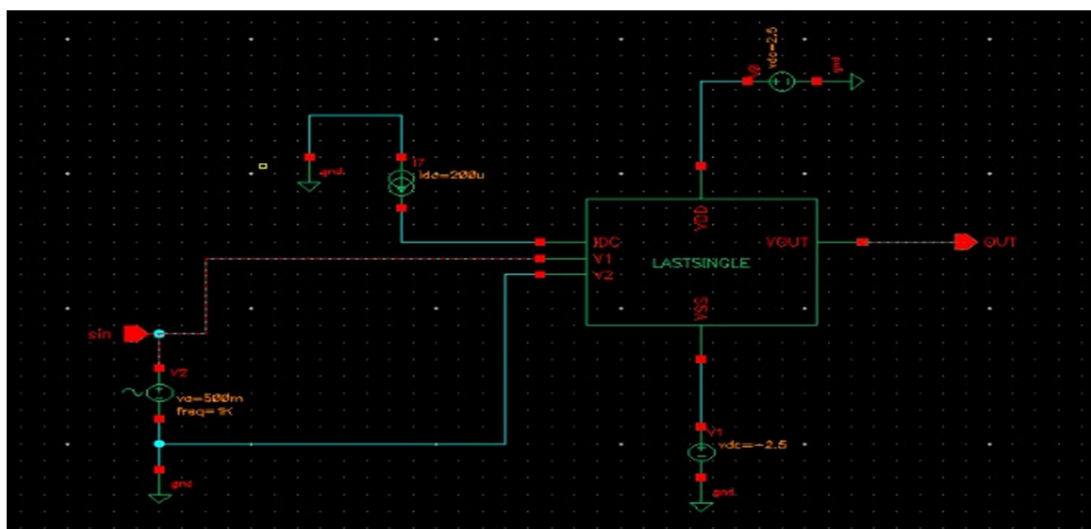 vdc=2.5
V0
gnd
I7
gnd
idc=200u
VDD
IDC
VOUT
OUT
V1
LASTSINGLE
V2
VSS
sin
V2
va=500m
freq=1K
V1
vdc=-2.5
gnd
gnd